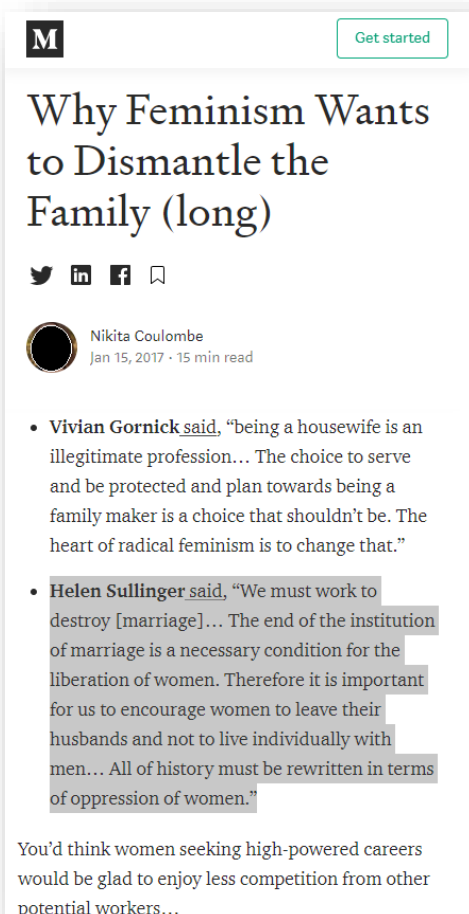 M
Get started
Why Feminism Wants
to Dismantle the
Family (long)
Nikita Coulombe
Jan 15, 2017 · 15 min read
• Vivian Gornick said, “being a housewife is an
illegitimate profession… The choice to serve
and be protected and plan towards being a
family maker is a choice that shouldn’t be. The
heart of radical feminism is to change that.”
• Helen Sullinger said, “We must work to
destroy [marriage]… The end of the institution
of marriage is a necessary condition for the
liberation of women. Therefore it is important
for us to encourage women to leave their
husbands and not to live individually with
men… All of history must be rewritten in terms
of oppression of women.”
You’d think women seeking high-powered careers
would be glad to enjoy less competition from other
potential workers…